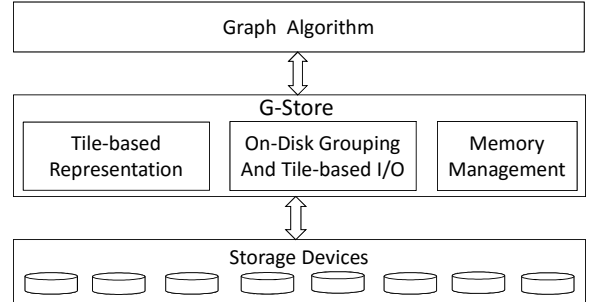 Graph Algorithm
G-Store
Tile-based
Representation
On-Disk Grouping
And Tile-based I/O
Memory
Management
Storage Devices